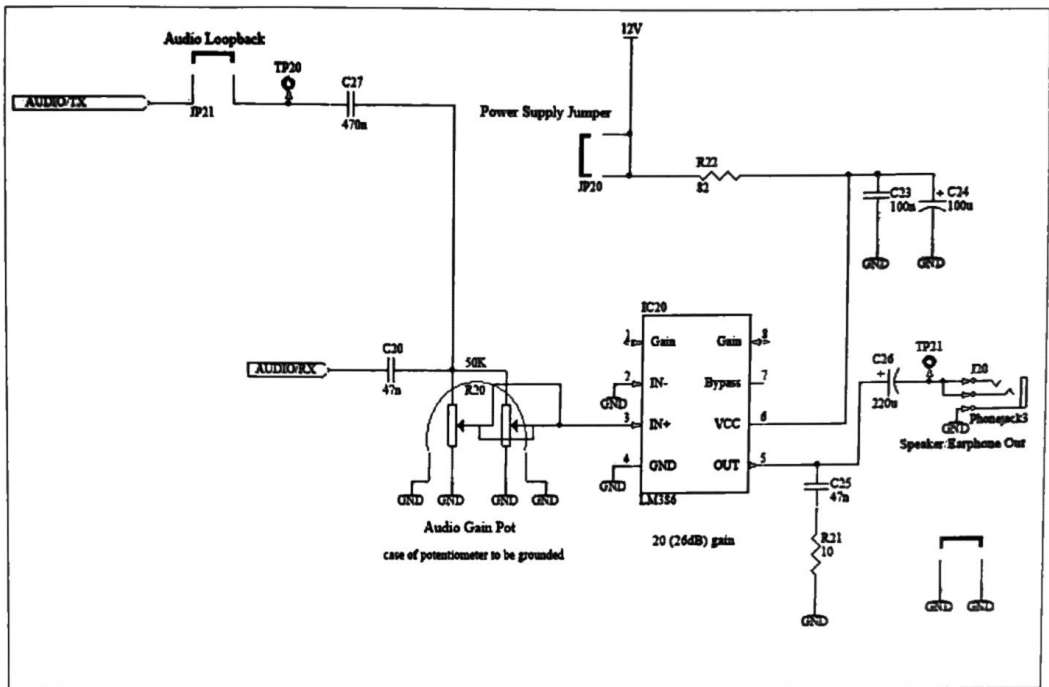 Audio Loopback
12V
TP20
C27
AUDIO/TX
JP21
470n
Power Supply Jumper
R22
JP20
82
C23
100n
+ C24
100u
GND
GND
IC20
1 Gain
Gain 8
TP21
C20
C26
AUDIO/RX
50K
J20
47n
R20
2 IN-
Bypass 7
+
220u
GND
Phonejack3
3 IN+
VCC 6
GND
Speaker/Earphone Out
4 GND
OUT 5
GND
C25
47n
GND
GND
GND
GND
LM386
Audio Gain Pot
20 (26dB) gain
R21
10
case of potentiometer to be grounded
GND
GND
GND